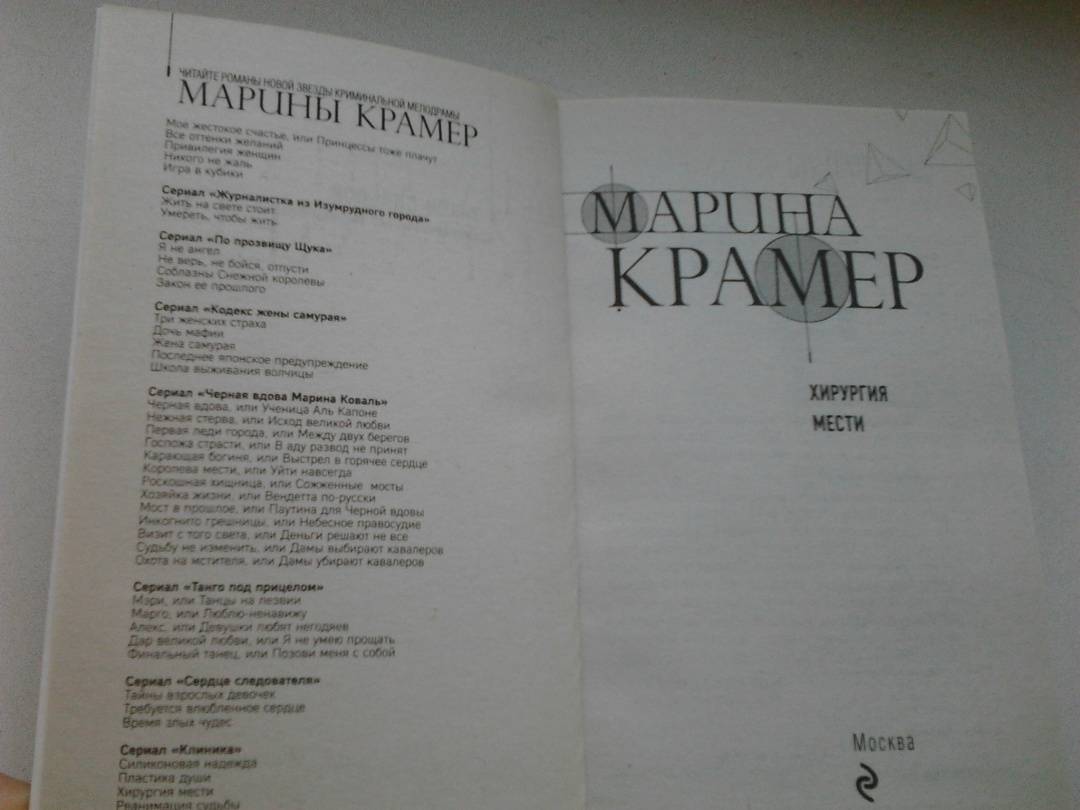 ЧИТАЙТЕ РОМАНЫ НОВОЙ ЗВЕЗДЫ КРИМИНАЛЬНОЙ МЕЛОДРАМЫ
МАРИНЫ КРАМЕР
Мое жестокое счастье, или Принцессы тоже плачут
Все оттенки желаний
Привилегия женщин
Никого не жаль
Игра в кубики
Сериал «Журналистка из Изумрудного города»
Жить на свете стоит
Умереть, чтобы жить
Сериал «По прозвищу Щука»
Я не ангел
Не верь, не бойся, отпусти
Соблазны Снежной королевы
Закон ее прошлого
Сериал «Кодекс жены самурая»
Три женских страха
Дочь мафии
Жена самурая
Последнее японское предупреждение
Школа выживания волчицы
Сериал «Черная вдова Марина Коваль»
Черная вдова, или Ученица Аль Капоне
Нежная стерва, или Исход великой любви
Первая леди города, или Между двух берегов
Госпожа страсти, или В аду развод не принят
Карающая богиня, или Выстрел в горячее сердце
Королева мести, или Уйти навсегда
Роскошная хищница, или Сожженные мосты
Хозяйка жизни, или Вендетта по-русски
Мост в прошлое, или Паутина для Черной вдовы
Инкогнито грешницы, или Небесное правосудие
Визит с того света, или Деньги решают не все
Судьбу не изменить, или Дамы выбирают кавалеров
Охота на мстителя, или Дамы убирают кавалеров
Сериал «Танго под прицелом»
Мэри, или Танцы на лезвии
Марго, или Люблю-ненавижу
Алекс, или Девушки любят негодяев
Дар великой любви, или Я не умею прощать
Финальный танец, или Позови меня с собой
Сериал «Сердце следователя»
Тайны взрослых девочек
Требуется влюбленное сердце
Время злых чудес
Сериал «Клиника»
Силиконовая надежда
Пластика души
Хирургия мести
Реанимация судьбы
МАРИНА
КРАМЕР
ХИРУРГИЯ
МЕСТИ
Москва